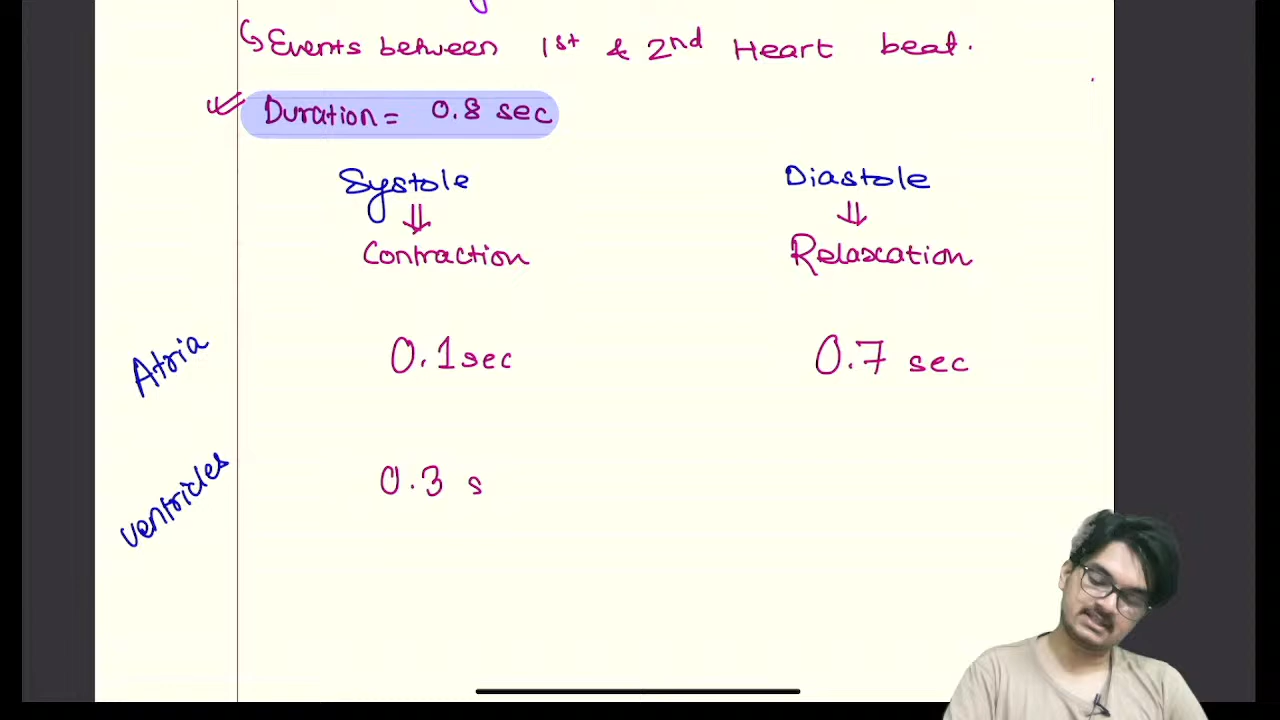 ↳ Events between 1st & 2nd Heart beat.
Duration = 0.8 sec
Systole Diastole
⇓ ⇓
Contraction Relaxation
Atria 0.1sec 0.7 sec
ventricles 0.3 s